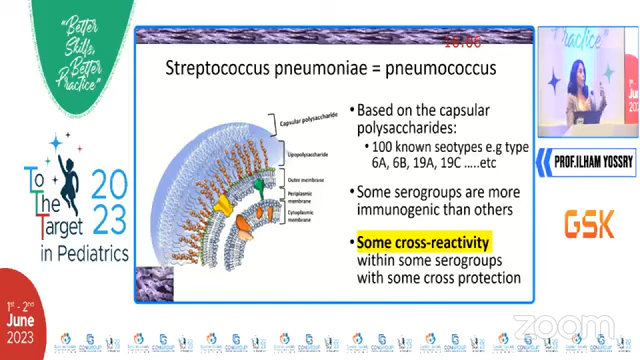 "Better
Skills,
Better
Practice"
To
The
Target
2023
in Pediatrics
1st - 2nd
June
2023
10:00
Streptococcus pneumoniae = pneumococcus
Capsular polysaccharide
Lipopolysaccharide
Outer membrane
Periplasmic
membrane
Cytoplasmic
membrane
• Based on the capsular
polysaccharides:
• 100 known seotypes e.g type
6A, 6B, 19A, 19C …..etc
• Some serogroups are more
immunogenic than others
• Some cross-reactivity
within some serogroups
with some cross protection
Practice"
June
PROF.ILHAM YOSSRY
GSK
zoom